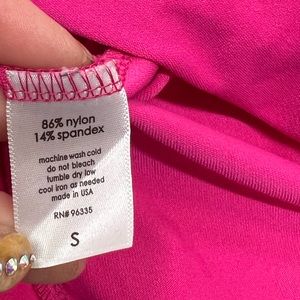 86% nylon
14% spandex
machine wash cold
do not bleach
tumble dry low
cool iron as needed
made in USA
RN# 96335
S